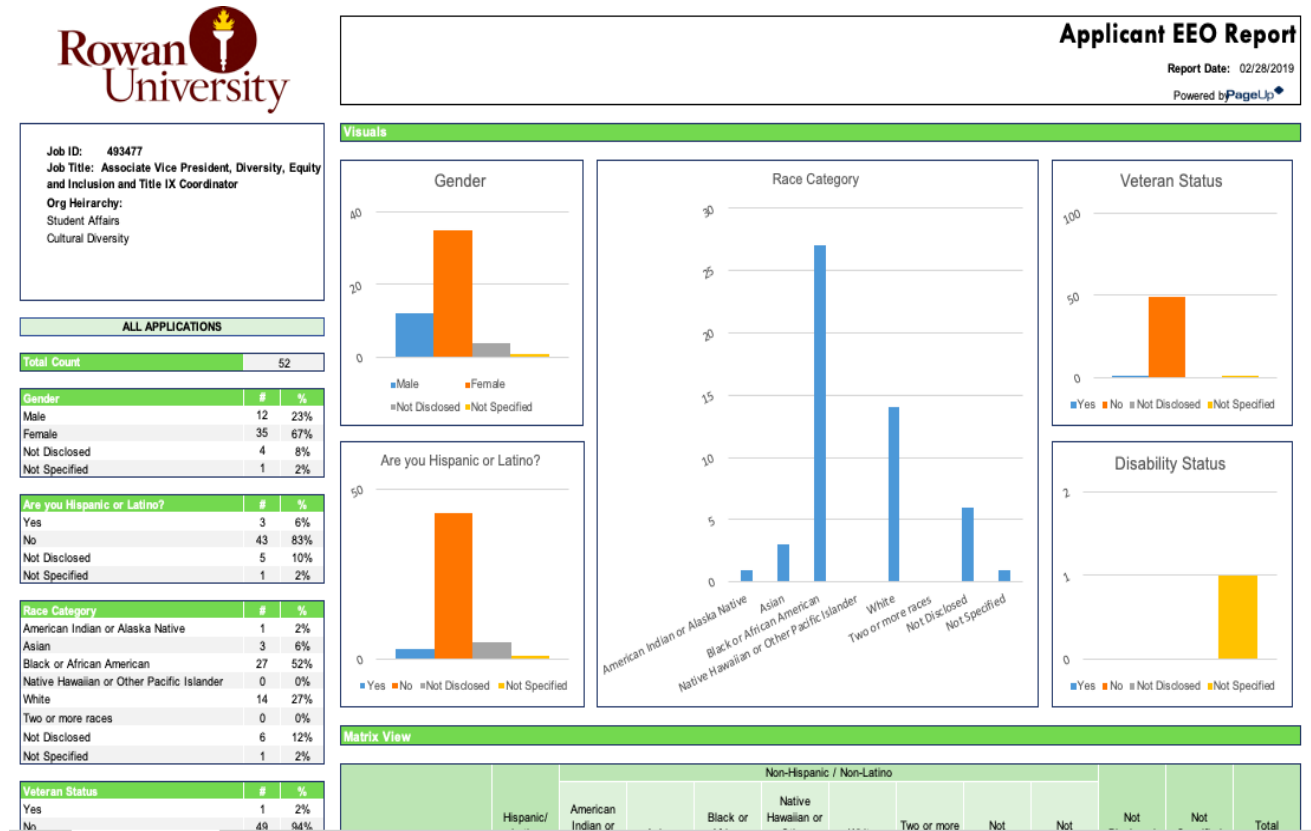 Rowan
University
Applicant EEO Report
Report Date: 02/28/2019
Powered by PageUp
Job ID: 493477
Job Title: Associate Vice President, Diversity, Equity
and Inclusion and Title IX Coordinator
Org Heirarchy:
Student Affairs
Cultural Diversity
ALL APPLICATIONS
Total Count 52
Gender # %
Male 12 23%
Female 35 67%
Not Disclosed 4 8%
Not Specified 1 2%
Are you Hispanic or Latino? # %
Yes 3 6%
No 43 83%
Not Disclosed 5 10%
Not Specified 1 2%
Race Category # %
American Indian or Alaska Native 1 2%
Asian 3 6%
Black or African American 27 52%
Native Hawaiian or Other Pacific Islander 0 0%
White 14 27%
Two or more races 0 0%
Not Disclosed 6 12%
Not Specified 1 2%
Veteran Status # %
Yes 1 2%
No 49 94%
Visuals
Gender
40
20
0
Male Female
Not Disclosed Not Specified
Are you Hispanic or Latino?
50
0
Yes No Not Disclosed Not Specified
Race Category
30
25
20
15
10
5
0
American Indian or Alaska Native
Asian
Black or African American
Native Hawaiian or Other Pacific Islander
White
Two or more races
Not Disclosed
Not Specified
Veteran Status
100
50
0
Yes No Not Disclosed Not Specified
Disability Status
2
1
0
Yes No Not Disclosed Not Specified
Matrix View
Non-Hispanic / Non-Latino
Native
Hispanic/ American Black or Hawaiian or Not Not
Indian or Two or more Not Not Total